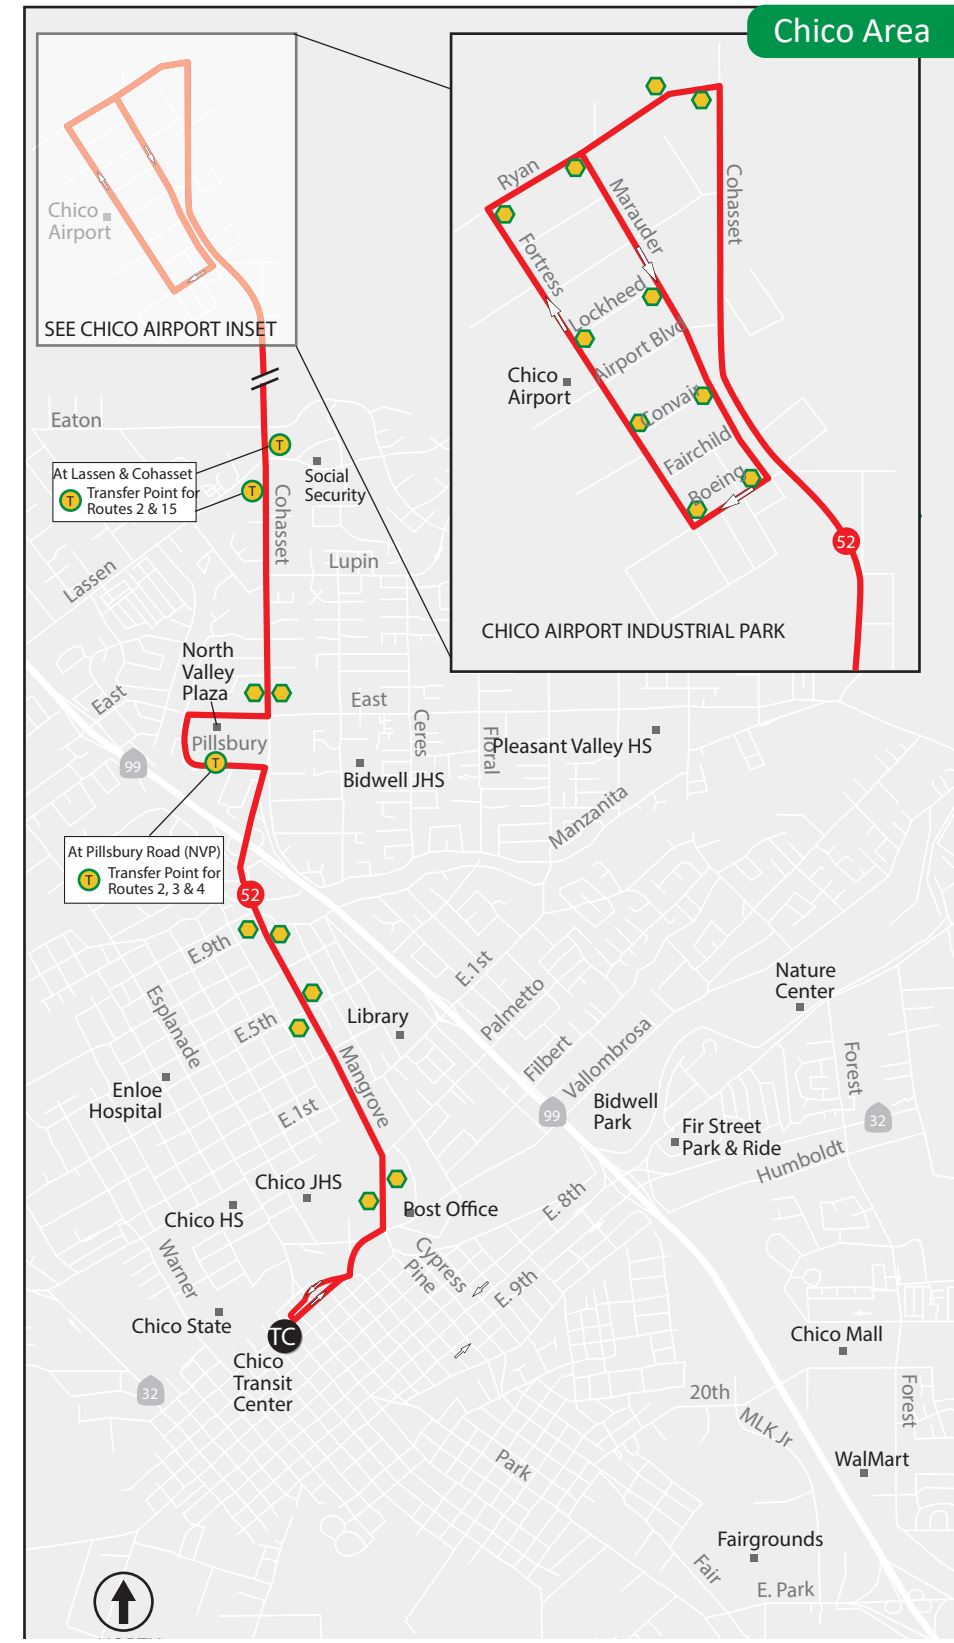 Chico Area
Ryan
Cohasset
Marauder
Fortress
Lockheed
Airport Blvd
Chico
Airport
Convair
Fairchild
Boeing
52
CHICO AIRPORT INDUSTRIAL PARK
Chico
Airport
SEE CHICO AIRPORT INSET
Eaton
At Lassen & Cohasset
T Transfer Point for
Routes 2 & 15
T
T
Social
Security
Cohasset
Lupin
Lassen
North
Valley
Plaza
East
East
Ceres
Floral
Pleasant Valley HS
Pillsbury
T
99
Bidwell JHS
Manzanita
At Pillsbury Road (NVP)
T Transfer Point for
Routes 2, 3 & 4
52
E.9th
E.1st
Nature
Center
Esplanade
E.5th
Library
Palmetto
Filbert
Vallombrosa
Mangrove
Forest
Enloe
Hospital
E.1st
99
Bidwell
Park
Fir Street
Park & Ride
32
Humboldt
Chico JHS
Chico HS
Post Office
E. 8th
Warner
Cypress
Pine
E. 9th
Chico State
TC
Chico
Transit
Center
32
Chico Mall
20th
MLK Jr
Forest
Park
WalMart
Fairgrounds
Fair
E. Park
NORTH